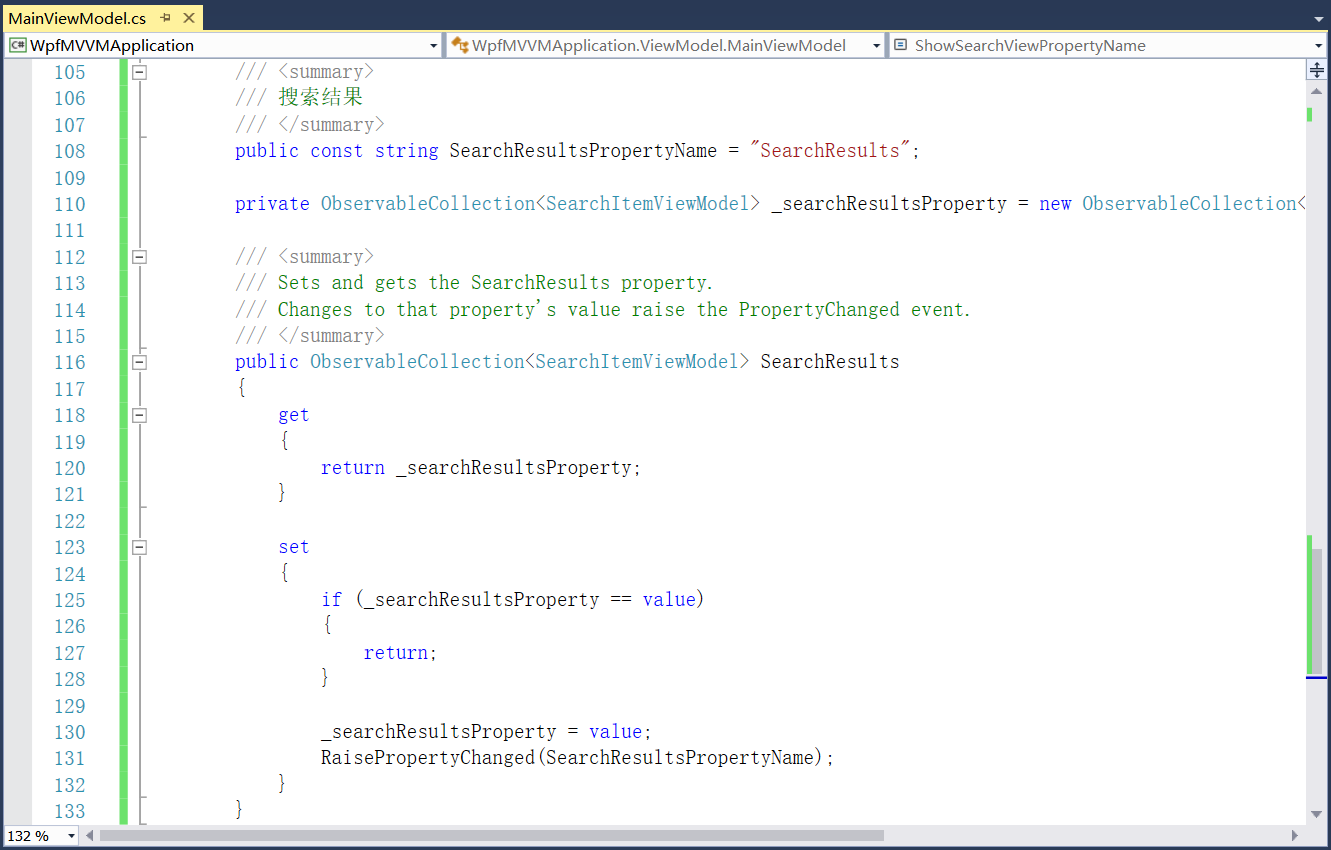 MainViewModel.cs
WpfMVVMApplication
WpfMVVMApplication.ViewModel.MainViewModel
ShowSearchViewPropertyName
105 /// <summary>
106 /// 搜索结果
107 /// </summary>
108 public const string SearchResultsPropertyName = "SearchResults";
109
110 private ObservableCollection<SearchItemViewModel> _searchResultsProperty = new ObservableCollection<
111
112 /// <summary>
113 /// Sets and gets the SearchResults property.
114 /// Changes to that property's value raise the PropertyChanged event.
115 /// </summary>
116 public ObservableCollection<SearchItemViewModel> SearchResults
117 {
118 get
119 {
120 return _searchResultsProperty;
121 }
122
123 set
124 {
125 if (_searchResultsProperty == value)
126 {
127 return;
128 }
129
130 _searchResultsProperty = value;
131 RaisePropertyChanged(SearchResultsPropertyName);
132 }
133 }
132 %